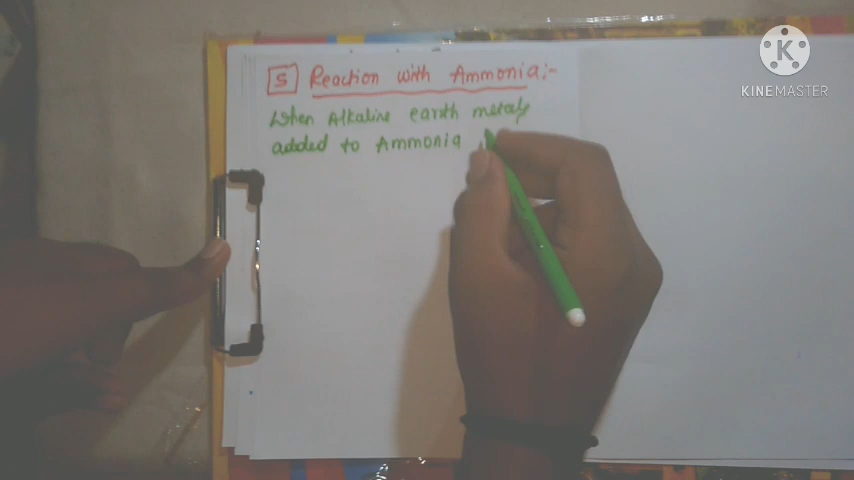 5 Reaction with Ammonia:-
When Alkaline earth metals
added to Ammonia
K
KINEMASTER